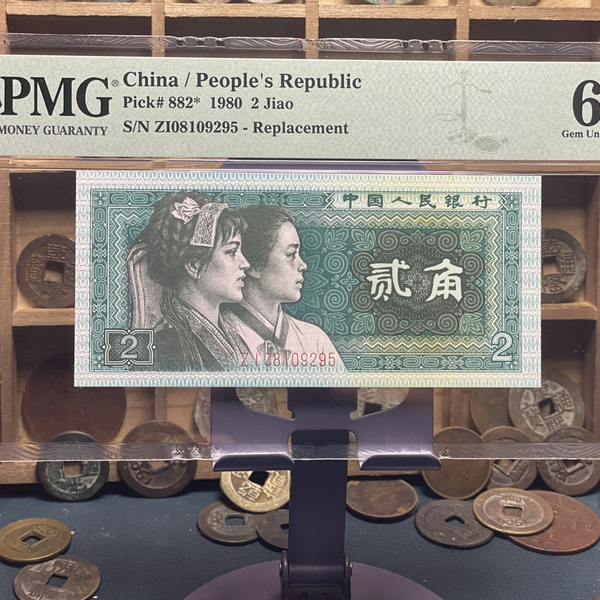 PMG
MONEY GUARANTY
China / People's Republic
Pick# 882* 1980 2 Jiao
S/N ZI08109295 - Replacement
6
Gem Un
中国人民银行
贰角
ZI08109295
2
2